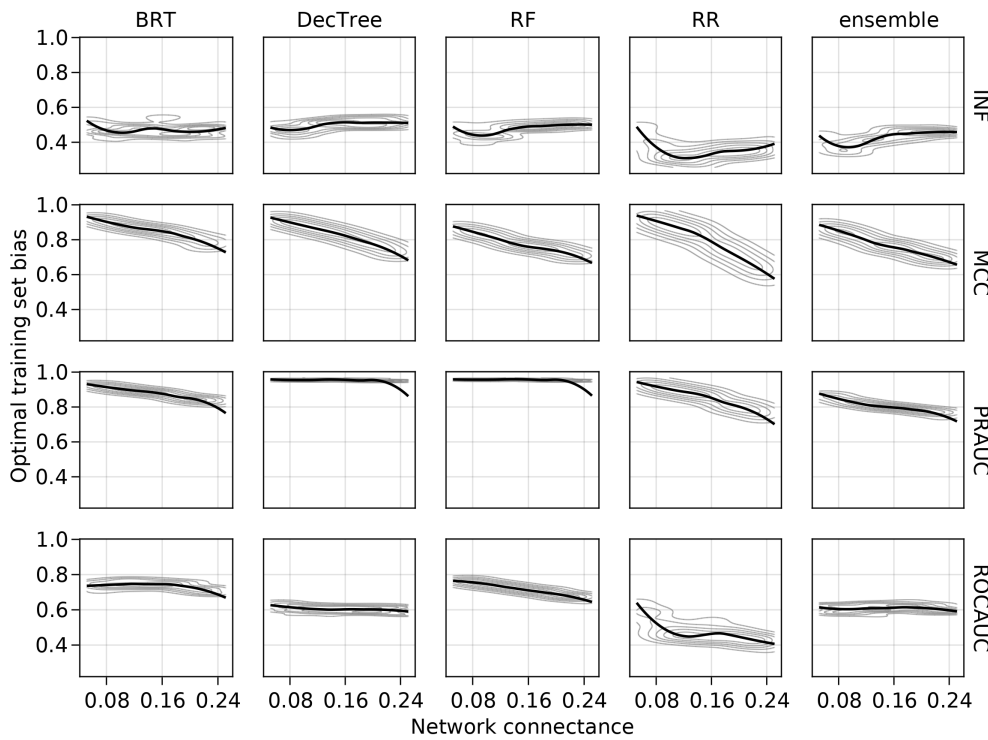 BRT DecTree RF RR ensemble
1.0
0.8
0.6
0.4
INF
1.0
0.8
0.6
0.4
MCC
Optimal training set bias
1.0
0.8
0.6
0.4
PRAUC
1.0
0.8
0.6
0.4
ROCAUC
0.08 0.16 0.24 0.08 0.16 0.24 0.08 0.16 0.24 0.08 0.16 0.24 0.08 0.16 0.24
Network connectance